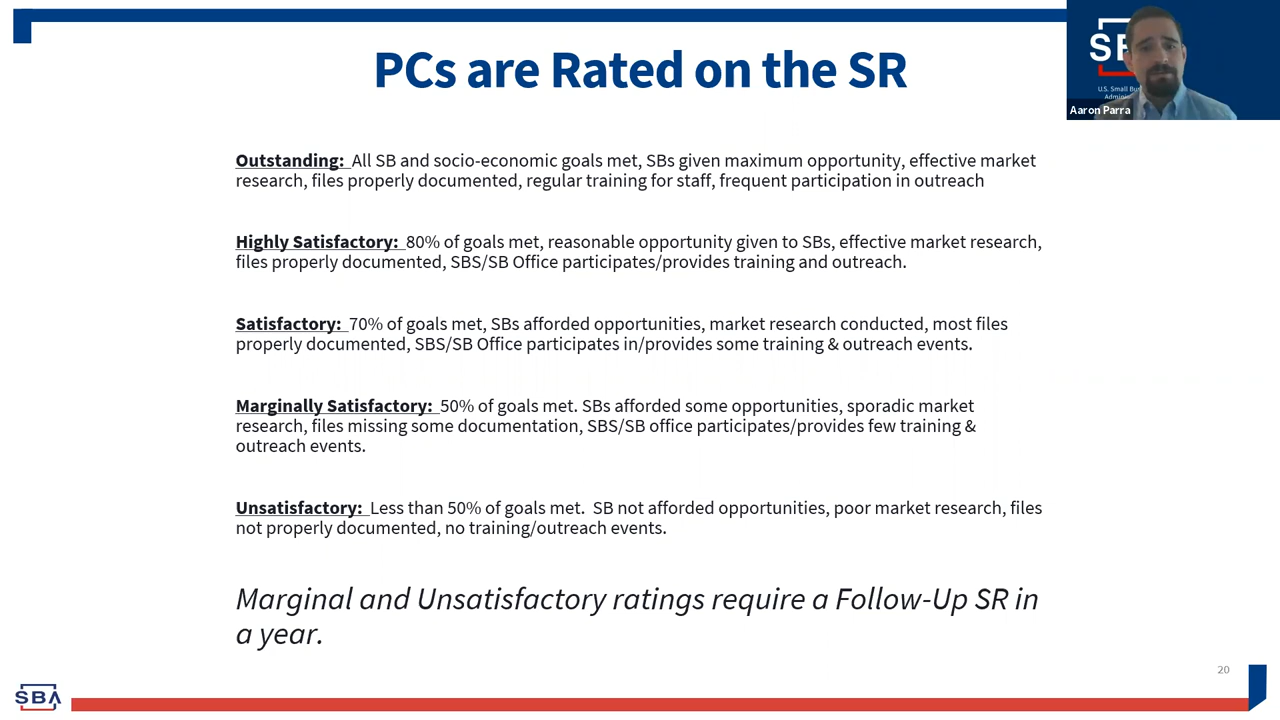 PCs are Rated on the SR
Aaron Parra
Outstanding: All SB and socio-economic goals met, SBs given maximum opportunity, effective market
research, files properly documented, regular training for staff, frequent participation in outreach
Highly Satisfactory: 80% of goals met, reasonable opportunity given to SBs, effective market research,
files properly documented, SBS/SB Office participates/provides training and outreach.
Satisfactory: 70% of goals met, SBs afforded opportunities, market research conducted, most files
properly documented, SBS/SB Office participates in/provides some training & outreach events.
Marginally Satisfactory: 50% of goals met. SBs afforded some opportunities, sporadic market
research, files missing some documentation, SBS/SB office participates/provides few training &
outreach events.
Unsatisfactory: Less than 50% of goals met. SB not afforded opportunities, poor market research, files
not properly documented, no training/outreach events.
Marginal and Unsatisfactory ratings require a Follow-Up SR in
a year.
20
SBA